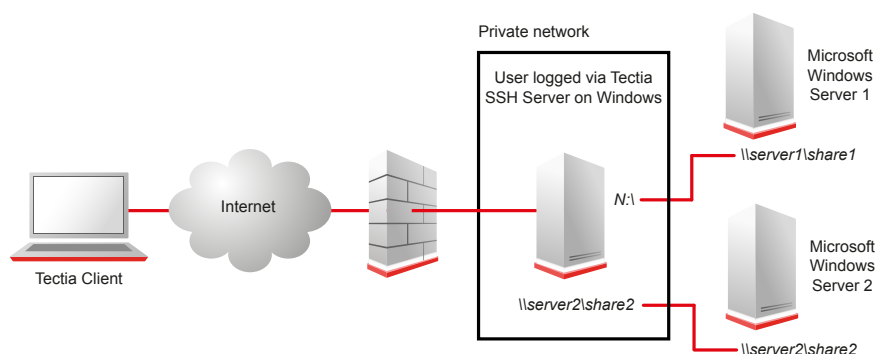 Private network
User logged via Tectia
SSH Server on Windows
Microsoft
Windows
Server 1
\\server1\share1
N:\
Internet
Tectia Client
Microsoft
Windows
Server 2
\\server2\share2
\\server2\share2